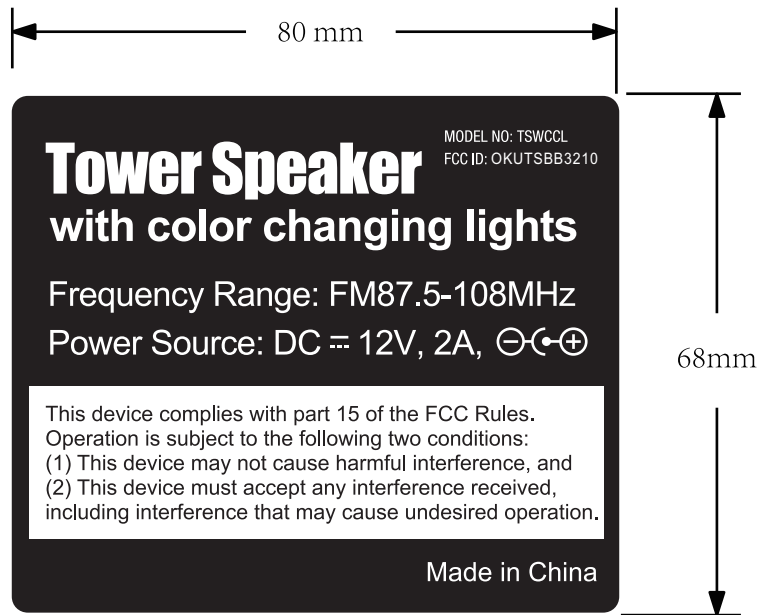 80 mm
Tower Speaker
MODEL NO: TSWCCL
FCC ID: OKUTSBB3210
with color changing lights
Frequency Range: FM87.5-108MHz
Power Source: DC ⎓ 12V, 2A,
68mm
This device complies with part 15 of the FCC Rules.
Operation is subject to the following two conditions:
(1) This device may not cause harmful interference, and
(2) This device must accept any interference received,
including interference that may cause undesired operation.
Made in China